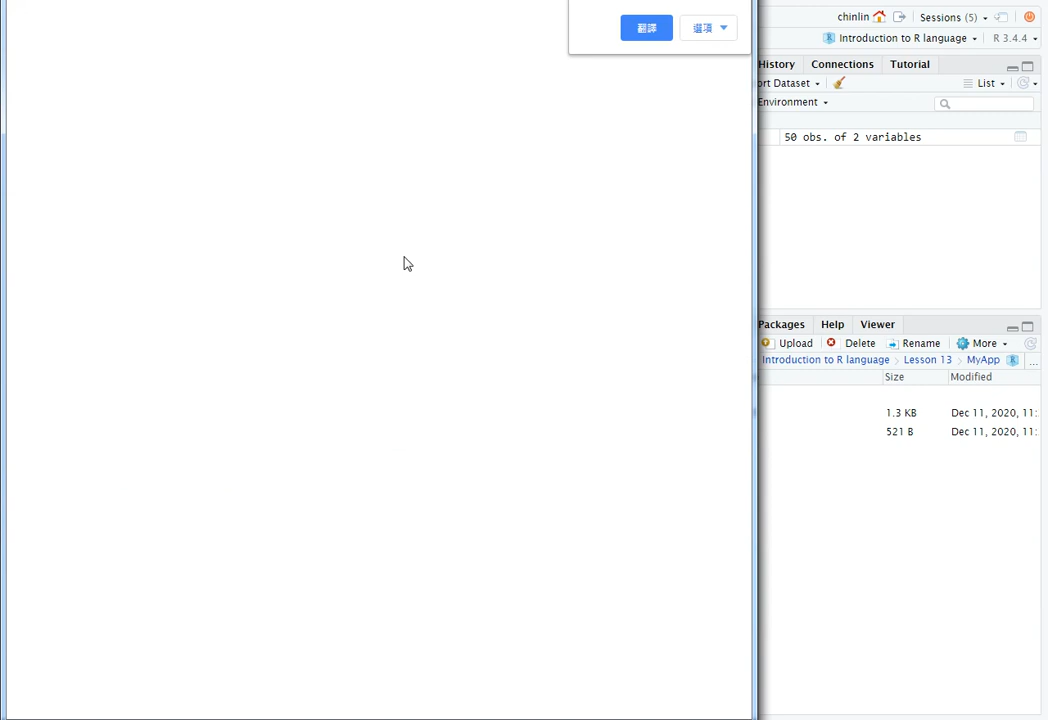 翻譯 選項
chinlin Sessions (5)
Introduction to R language R 3.4.4
History Connections Tutorial
ort Dataset List
Environment
50 obs. of 2 variables
Packages Help Viewer
Upload Delete Rename More
Introduction to R language Lesson 13 MyApp R ...
Size Modified
1.3 KB Dec 11, 2020, 11:
521 B Dec 11, 2020, 11: